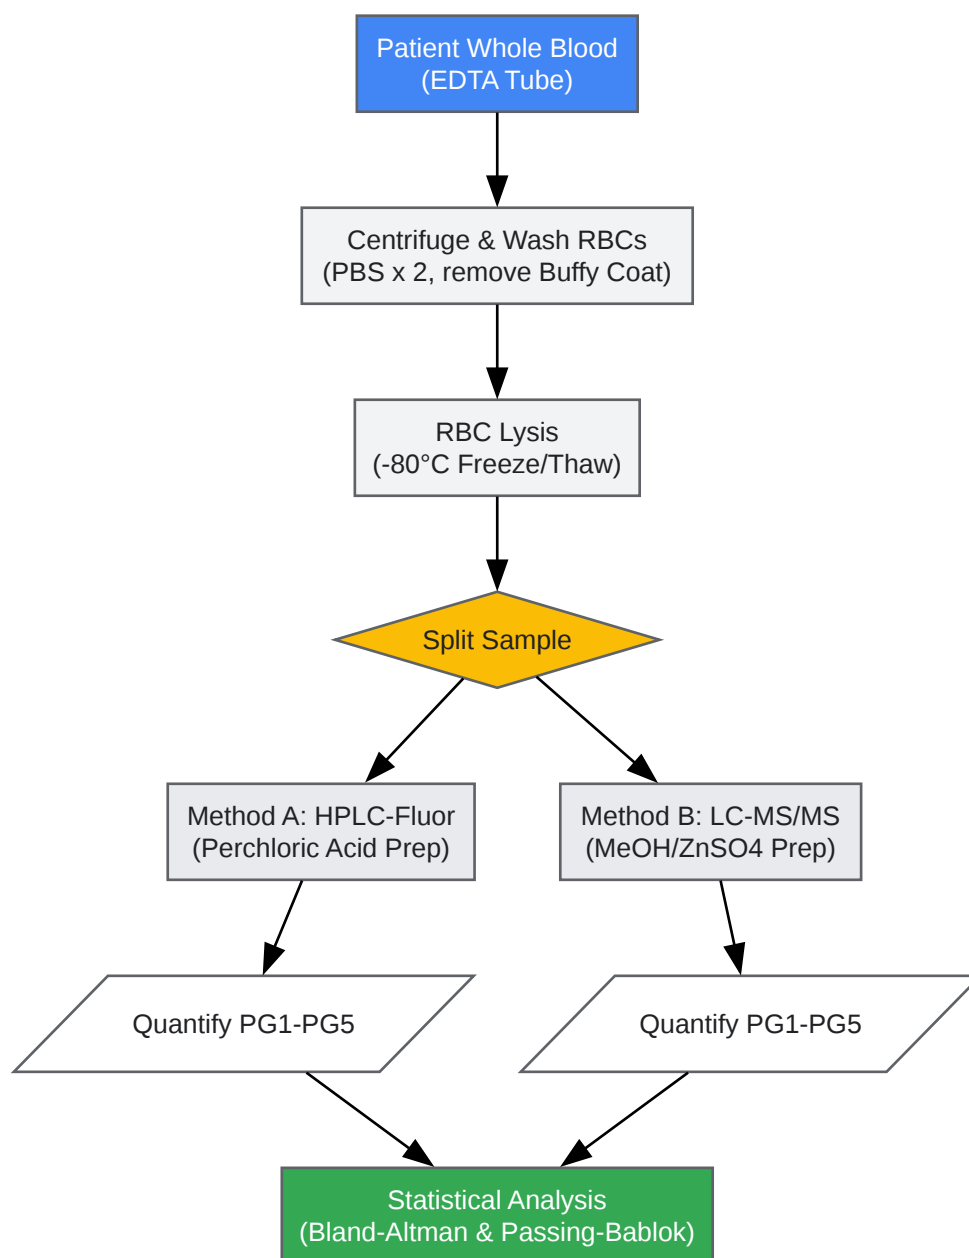 Patient Whole Blood
(EDTA Tube)
Centrifuge & Wash RBCs
(PBS x 2, remove Buffy Coat)
RBC Lysis
(-80°C Freeze/Thaw)
Split Sample
Method A: HPLC-Fluor
(Perchloric Acid Prep)
Method B: LC-MS/MS
(MeOH/ZnSO4 Prep)
Quantify PG1-PG5
Quantify PG1-PG5
Statistical Analysis
(Bland-Altman & Passing-Bablok)